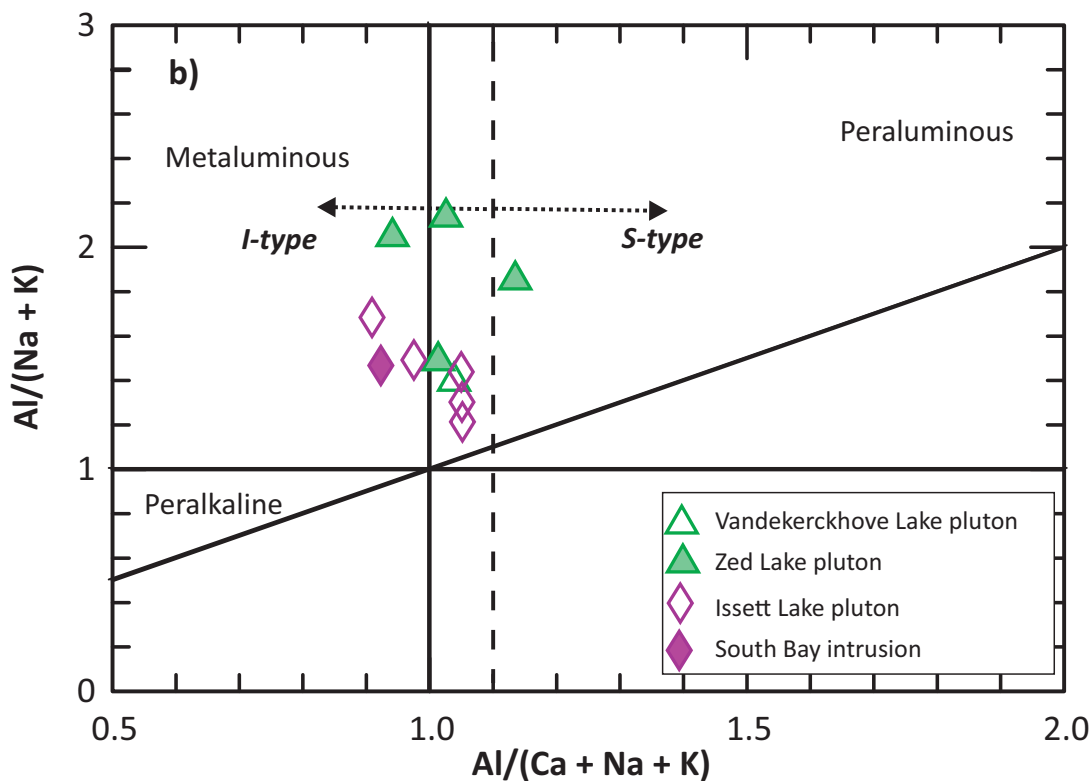 3
b)
Peraluminous
Metaluminous
2
I-type
S-type
Al/(Na + K)
1
Peralkaline
Vandekerckhove Lake pluton
Zed Lake pluton
Issett Lake pluton
South Bay intrusion
0
0.5 1.0 1.5 2.0
Al/(Ca + Na + K)